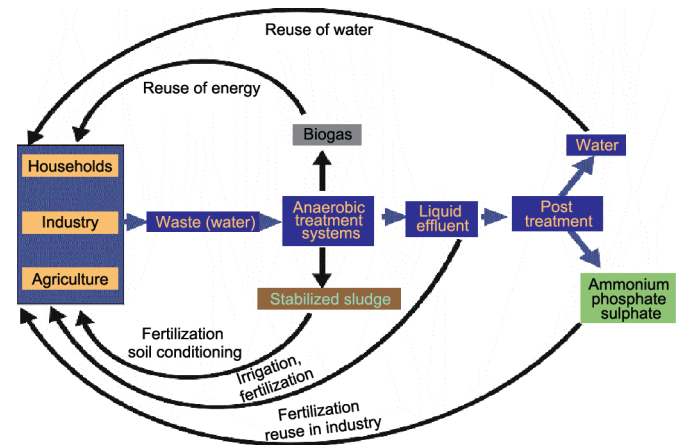 Reuse of water
Reuse of energy
Biogas
Water
Households
Industry
Agriculture
Waste (water)
Anaerobic
treatment
systems
Liquid
effluent
Post
treatment
Stabilized sludge
Ammonium
phosphate
sulphate
Fertilization
soil conditioning
Irrigation,
fertilization
Fertilization
reuse in industry